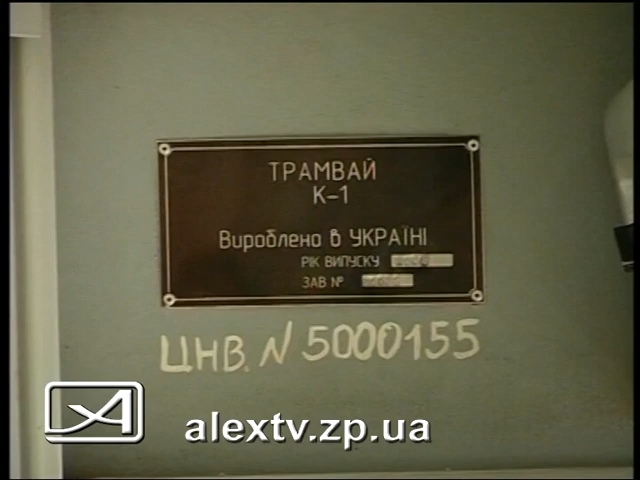 ТРАМВАЙ
К-1
Вироблено в УКРАЇНІ
РІК ВИПУСКУ
ЗАВ №
ЦНВ. N 5000155
alextv.zp.ua